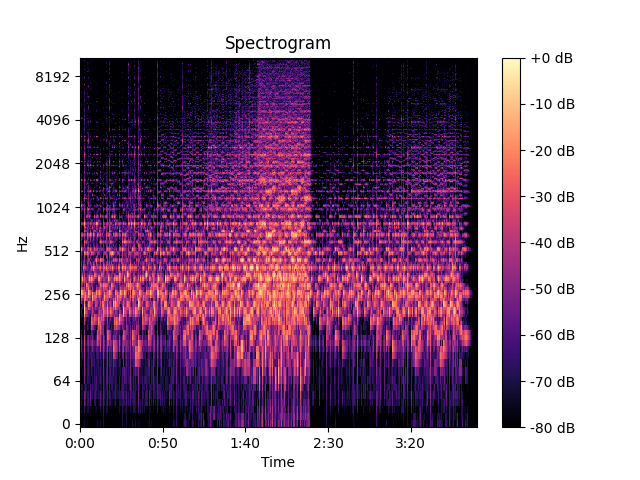 Spectrogram
8192
4096
2048
1024
512
256
128
64
0
Hz
0:00 0:50 1:40 2:30 3:20
Time
+0 dB
-10 dB
-20 dB
-30 dB
-40 dB
-50 dB
-60 dB
-70 dB
-80 dB